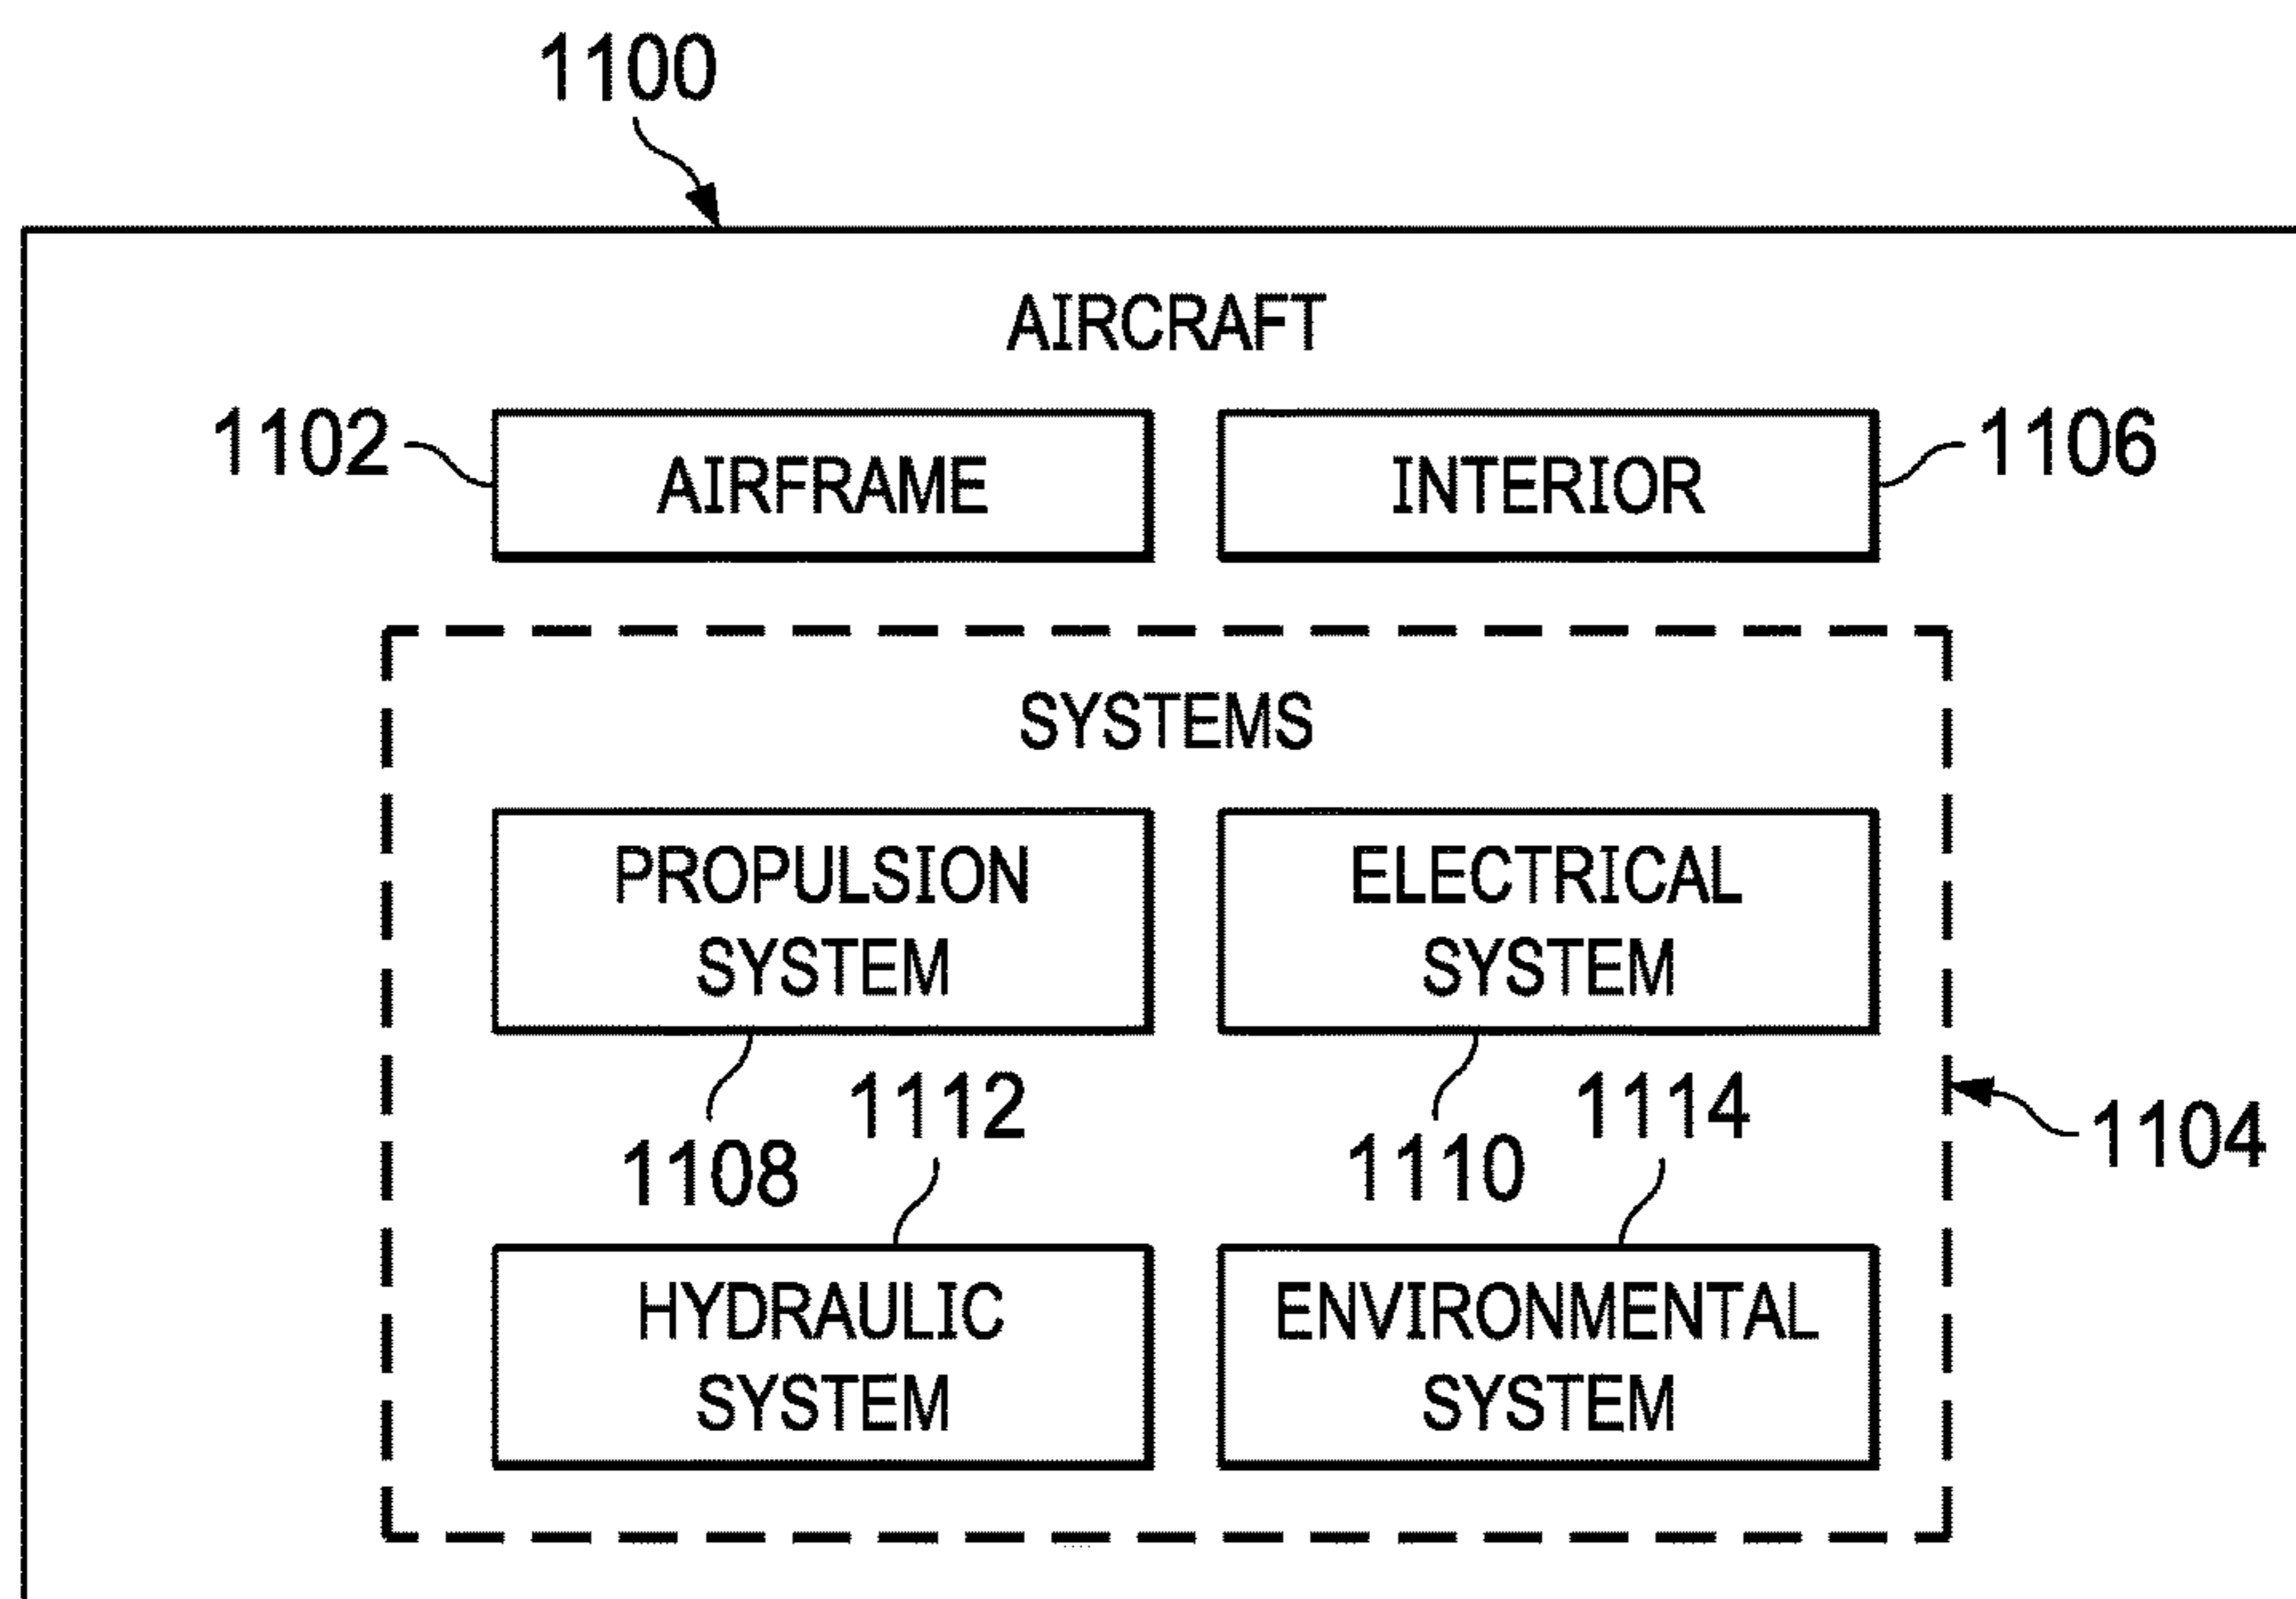 1100
AIRCRAFT
1102
AIRFRAME
INTERIOR
1106
SYSTEMS
PROPULSION
SYSTEM
ELECTRICAL
SYSTEM
1108
1112
1110
1114
1104
HYDRAULIC
SYSTEM
ENVIRONMENTAL
SYSTEM